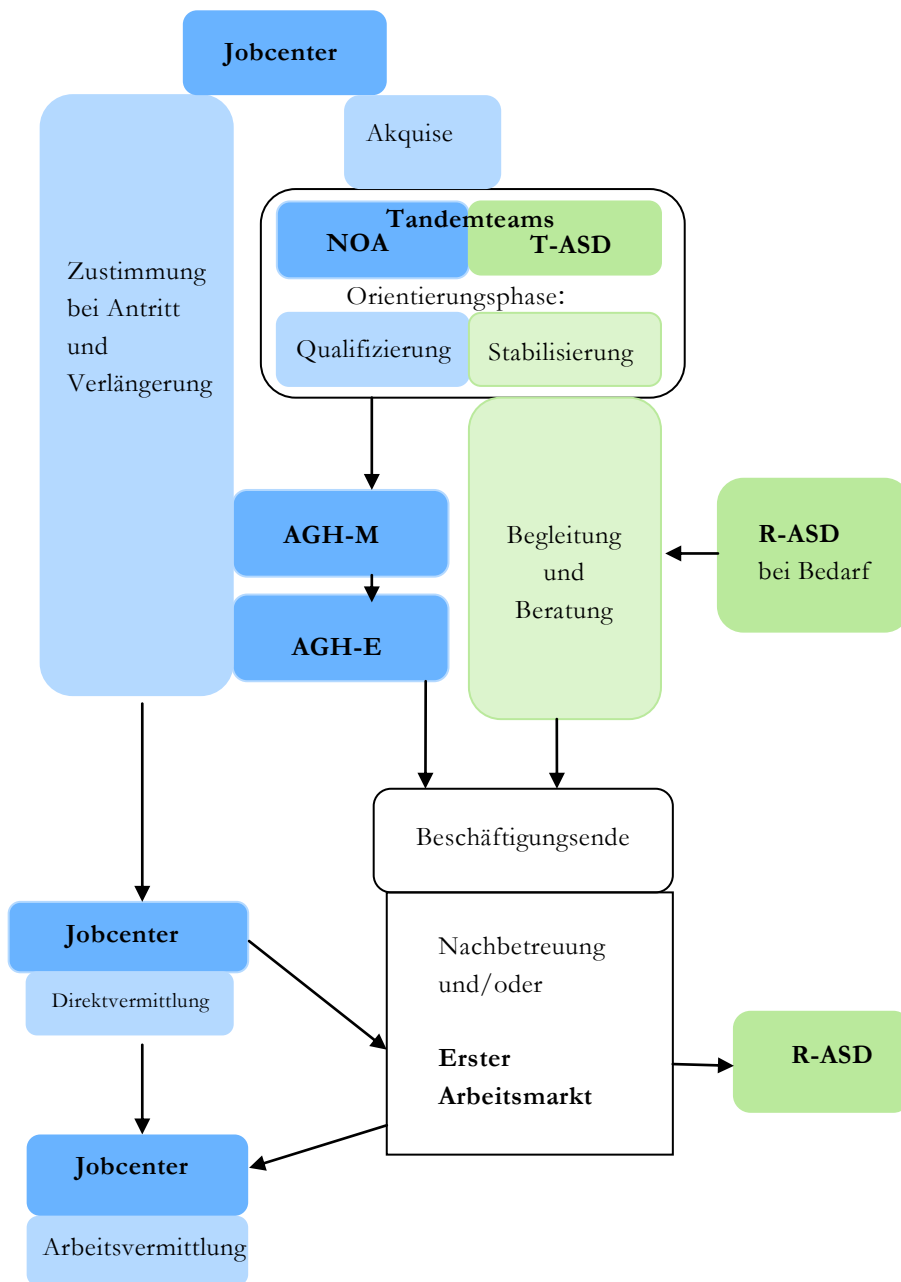 Jobcenter
Akquise
Tandemteams
NOA
T-ASD
Orientierungsphase:
Qualifizierung
Stabilisierung
Zustimmung
bei Antritt
und
Verlängerung
AGH-M
AGH-E
Begleitung
und
Beratung
R-ASD
bei Bedarf
Beschäftigungsende
Jobcenter
Direktvermittlung
Nachbetreuung
und/oder
Erster
Arbeitsmarkt
R-ASD
Jobcenter
Arbeitsvermittlung